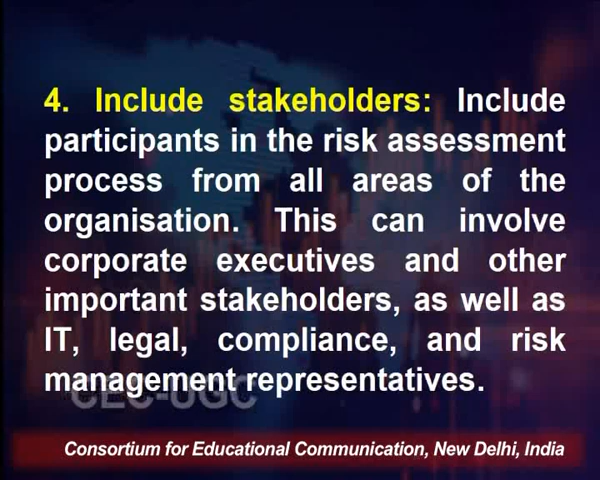 4. Include stakeholders: Include
participants in the risk assessment
process from all areas of the
organisation. This can involve
corporate executives and other
important stakeholders, as well as
IT, legal, compliance, and risk
management representatives.
CEC-UGC
Consortium for Educational Communication, New Delhi, India